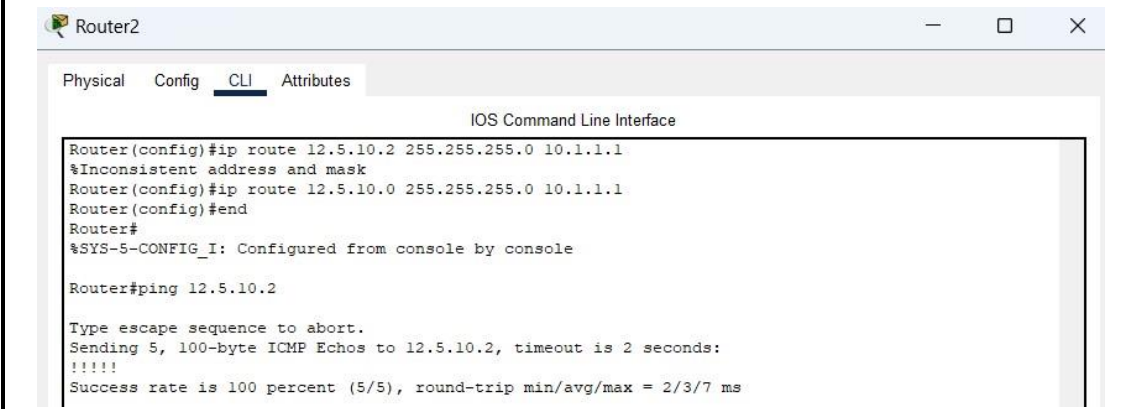 Router2
Physical Config CLI Attributes
IOS Command Line Interface
Router(config)#ip route 12.5.10.2 255.255.255.0 10.1.1.1
%Inconsistent address and mask
Router(config)#ip route 12.5.10.0 255.255.255.0 10.1.1.1
Router(config)#end
Router#
%SYS-5-CONFIG_I: Configured from console by console
Router#ping 12.5.10.2
Type escape sequence to abort.
Sending 5, 100-byte ICMP Echos to 12.5.10.2, timeout is 2 seconds:
!!!!!
Success rate is 100 percent (5/5), round-trip min/avg/max = 2/3/7 ms